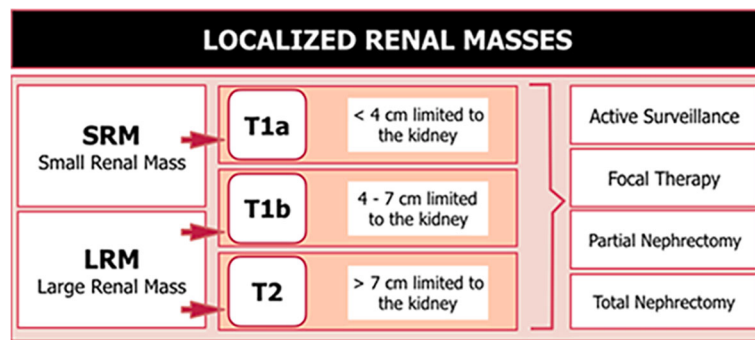 LOCALIZED RENAL MASSES
SRM
Small Renal Mass
LRM
Large Renal Mass
T1a
< 4 cm limited to
the kidney
T1b
4 - 7 cm limited
to the kidney
T2
> 7 cm limited to
the kidney
Active Surveillance
Focal Therapy
Partial Nephrectomy
Total Nephrectomy